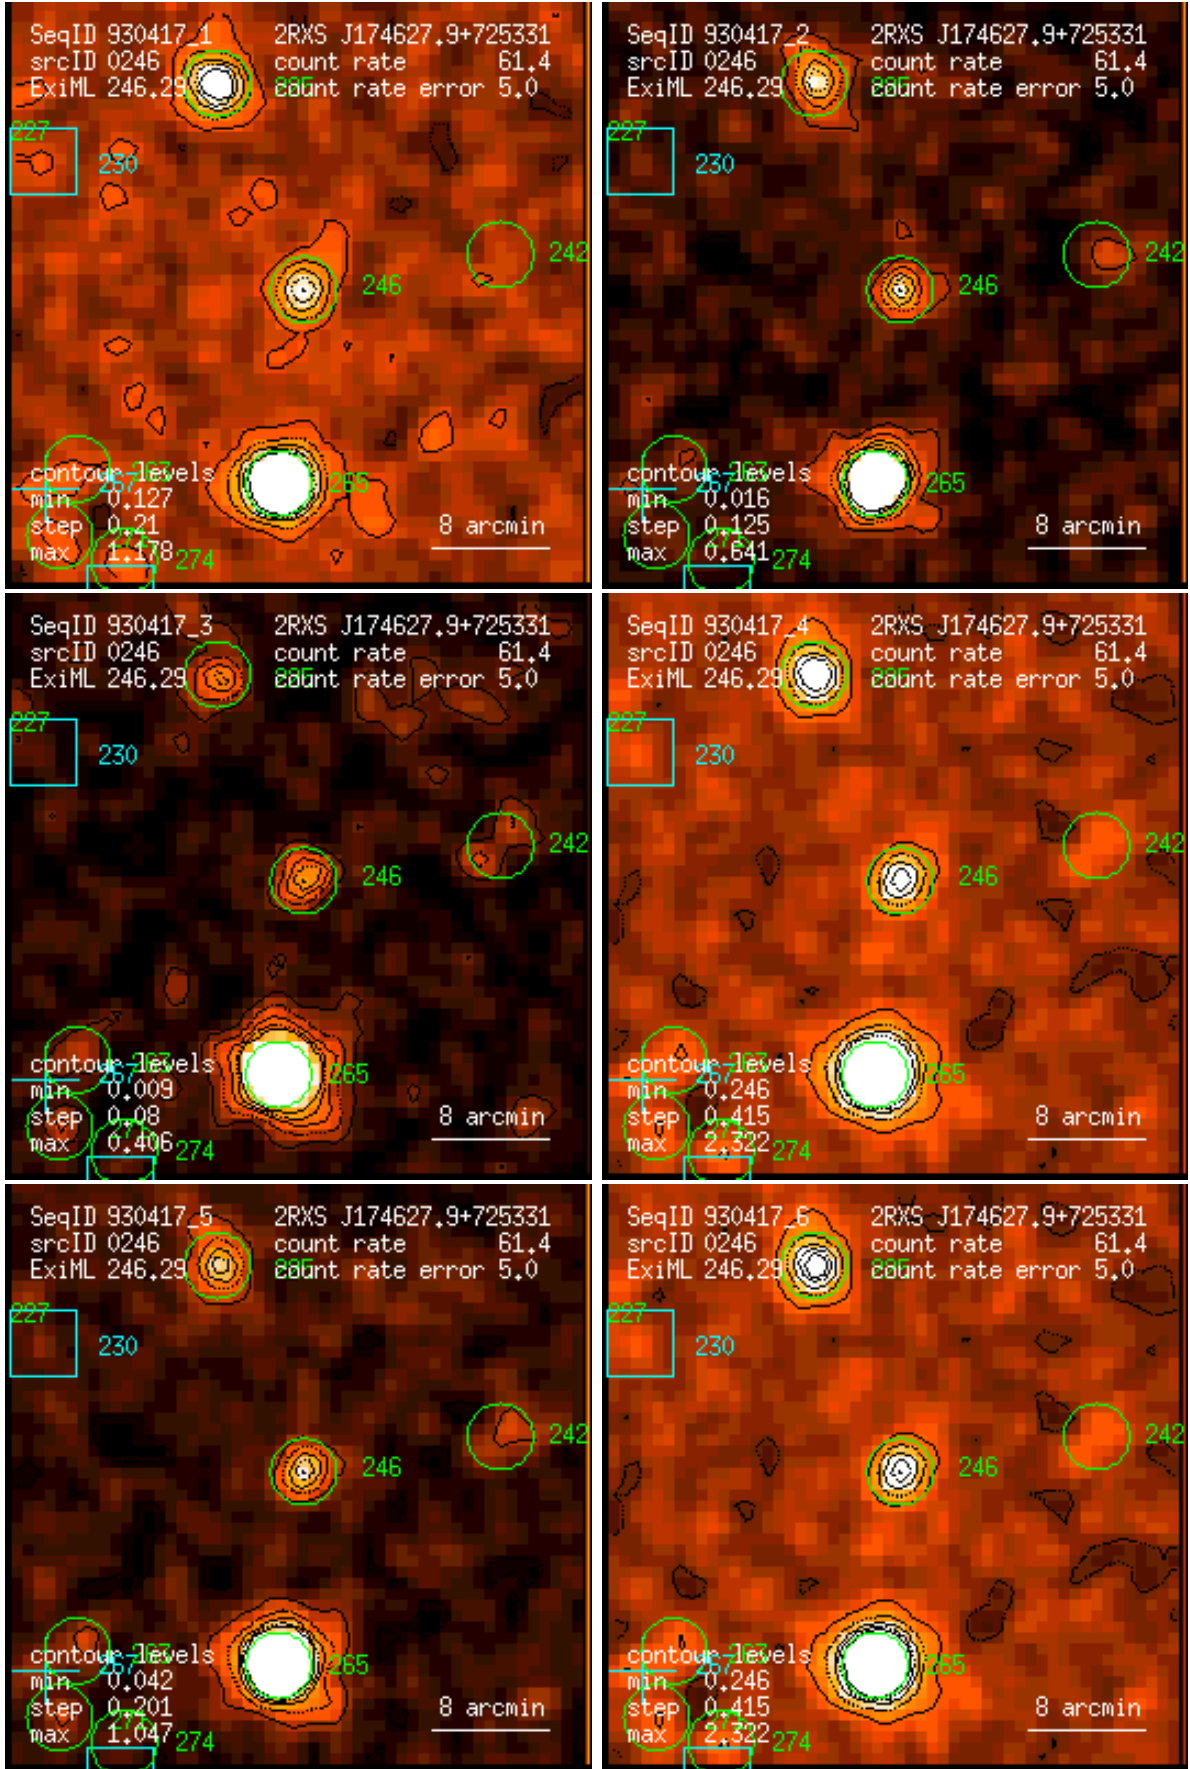 SeqID 930417_1 2RXS J174627.9+725331
srcID 0246 count rate 61.4
ExiML 246.29 count rate error 5.0
227
230
242
246
contour levels
267 265
min 0.127
step 0.21
max 1.178 274
8 arcmin
SeqID 930417_2 2RXS J174627.9+725331
srcID 0246 count rate 61.4
ExiML 246.29 count rate error 5.0
227
230
242
246
contour levels
267 265
min 0.016
step 0.125
max 0.641 274
8 arcmin
SeqID 930417_3 2RXS J174627.9+725331
srcID 0246 count rate 61.4
ExiML 246.29 count rate error 5.0
227
230
242
246
contour levels
267 265
min 0.009
step 0.08
max 0.406 274
8 arcmin
SeqID 930417_4 2RXS J174627.9+725331
srcID 0246 count rate 61.4
ExiML 246.29 count rate error 5.0
227
230
242
246
contour levels
267 265
min 0.246
step 0.415
max 2.322 274
8 arcmin
SeqID 930417_5 2RXS J174627.9+725331
srcID 0246 count rate 61.4
ExiML 246.29 count rate error 5.0
227
230
242
246
contour levels
267 265
min 0.042
step 0.201
max 1.047 274
8 arcmin
SeqID 930417_6 2RXS J174627.9+725331
srcID 0246 count rate 61.4
ExiML 246.29 count rate error 5.0
227
230
242
246
contour levels
267 265
min 0.246
step 0.415
max 2.322 274
8 arcmin